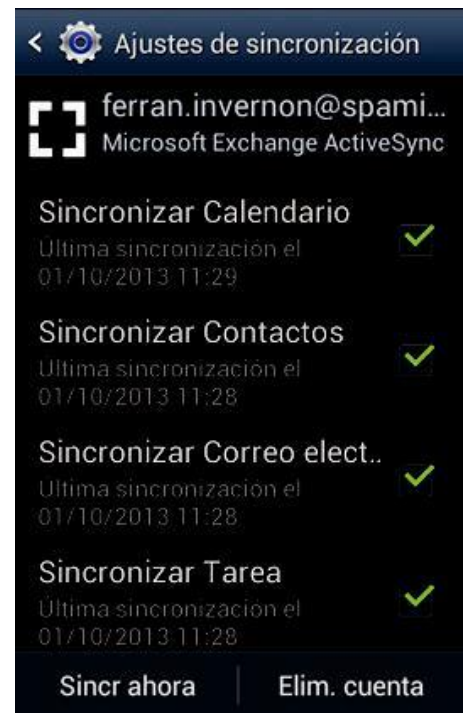 < Ajustes de sincronización
ferran.invernon@spami...
Microsoft Exchange ActiveSync
Sincronizar Calendario
Última sincronización el
01/10/2013 11:29
Sincronizar Contactos
Última sincronización el
01/10/2013 11:28
Sincronizar Correo elect..
Última sincronización el
01/10/2013 11:28
Sincronizar Tarea
Última sincronización el
01/10/2013 11:28
Sincr ahora
Elim. cuenta